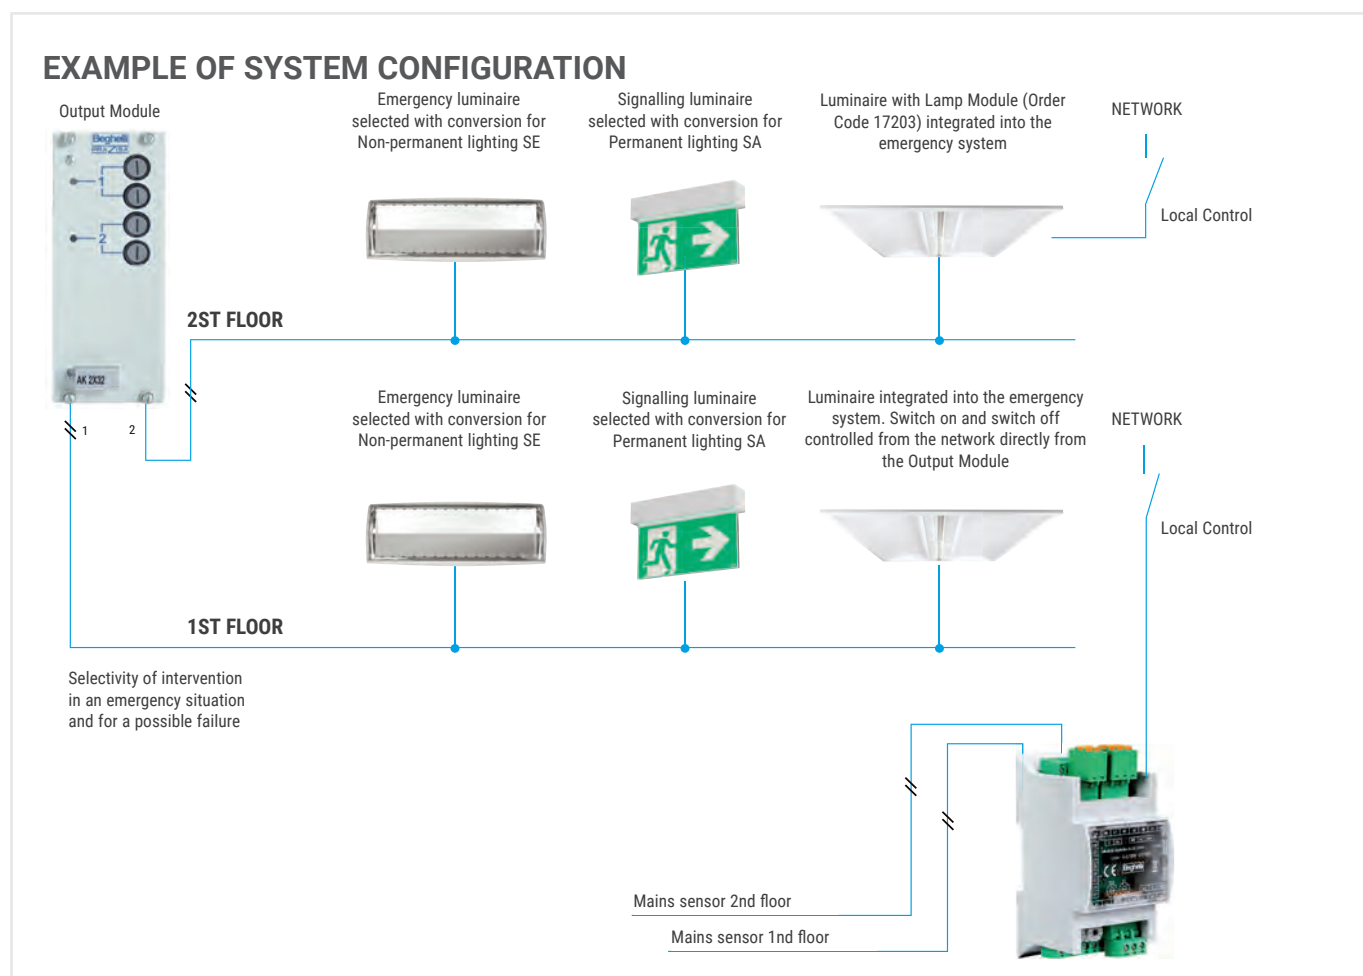 EXAMPLE OF SYSTEM CONFIGURATION
Output Module
Emergency luminaire
selected with conversion for
Non-permanent lighting SE
Signalling luminaire
selected with conversion for
Permanent lighting SA
Luminaire with Lamp Module (Order
Code 17203) integrated into the
emergency system
NETWORK
Local Control
Beghelli
1
2
AK 2X32
2ST FLOOR
1
2
Emergency luminaire
selected with conversion for
Non-permanent lighting SE
Signalling luminaire
selected with conversion for
Permanent lighting SA
Luminaire integrated into the emergency
system. Switch on and switch off
controlled from the network directly from
the Output Module
NETWORK
Local Control
1ST FLOOR
Selectivity of intervention
in an emergency situation
and for a possible failure
CE Beghelli
Mains sensor 2nd floor
Mains sensor 1nd floor